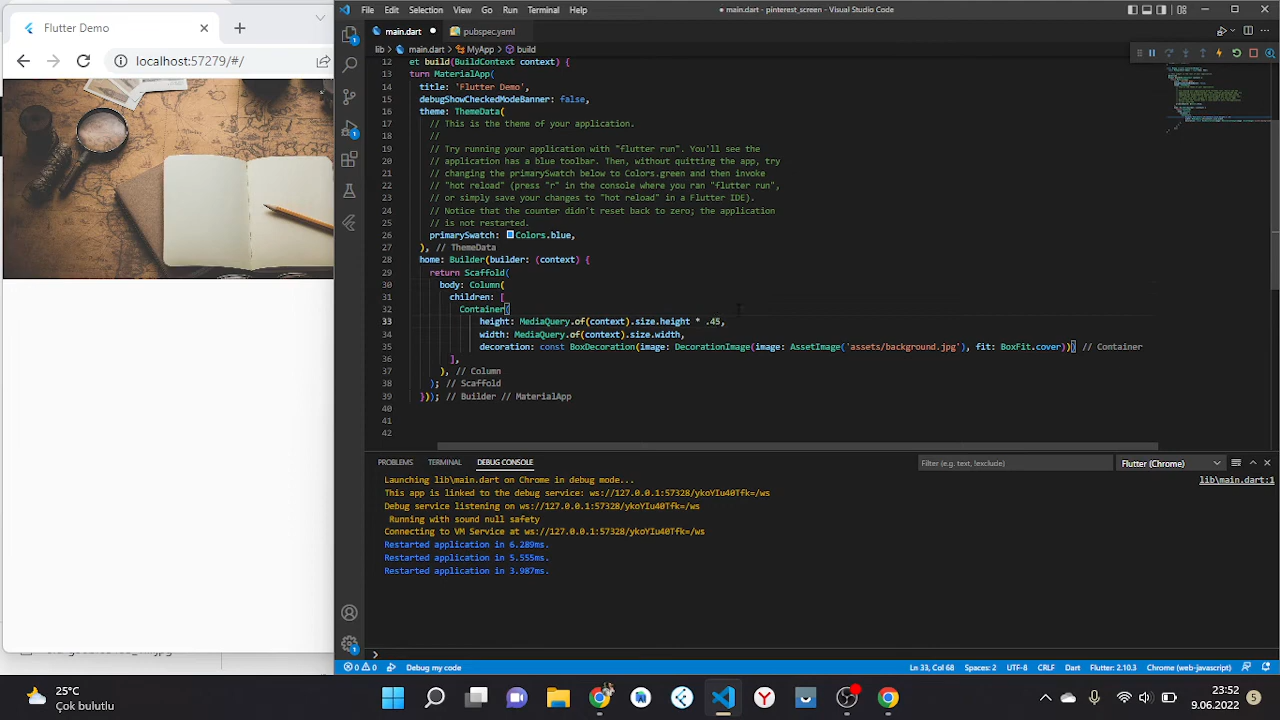 Flutter Demo
localhost:57279/#/
File Edit Selection View Go Run Terminal Help
● main.dart - pinterest_screen - Visual Studio Code
main.dart
pubspec.yaml
lib > main.dart > MyApp > build
12 et build(BuildContext context) {
13 turn MaterialApp(
14 title: 'Flutter Demo',
15 debugShowCheckedModeBanner: false,
16 theme: ThemeData(
17 // This is the theme of your application.
18 //
19 // Try running your application with "flutter run". You'll see the
20 // application has a blue toolbar. Then, without quitting the app, try
21 // changing the primarySwatch below to Colors.green and then invoke
22 // "hot reload" (press "r" in the console where you ran "flutter run",
23 // or simply save your changes to "hot reload" in a Flutter IDE).
24 // Notice that the counter didn't reset back to zero; the application
25 // is not restarted.
26 primarySwatch: Colors.blue,
27 ), // ThemeData
28 home: Builder(builder: (context) {
29 return Scaffold(
30 body: Column(
31 children: [
32 Container(
33 height: MediaQuery.of(context).size.height * .45,
34 width: MediaQuery.of(context).size.width,
35 decoration: const BoxDecoration(image: DecorationImage(image: AssetImage('assets/background.jpg'), fit: BoxFit.cover))) // Container
36 ],
37 ), // Column
38 ); // Scaffold
39 })); // Builder // MaterialApp
40
41
42
PROBLEMS TERMINAL DEBUG CONSOLE
Filter (e.g. text, !exclude)
Flutter (Chrome)
Launching lib\main.dart on Chrome in debug mode...
lib\main.dart:1
This app is linked to the debug service: ws://127.0.0.1:57328/ykoYIu40Tfk=/ws
Debug service listening on ws://127.0.0.1:57328/ykoYIu40Tfk=/ws
Running with sound null safety
Connecting to VM Service at ws://127.0.0.1:57328/ykoYIu40Tfk=/ws
Restarted application in 6.289ms.
Restarted application in 5.555ms.
Restarted application in 3.987ms.
0 0 Debug my code
Ln 33, Col 68 Spaces: 2 UTF-8 CRLF Dart Flutter: 2.10.3 Chrome (web-javascript)
25°C
Çok bulutlu
23:52
9.06.2022
5